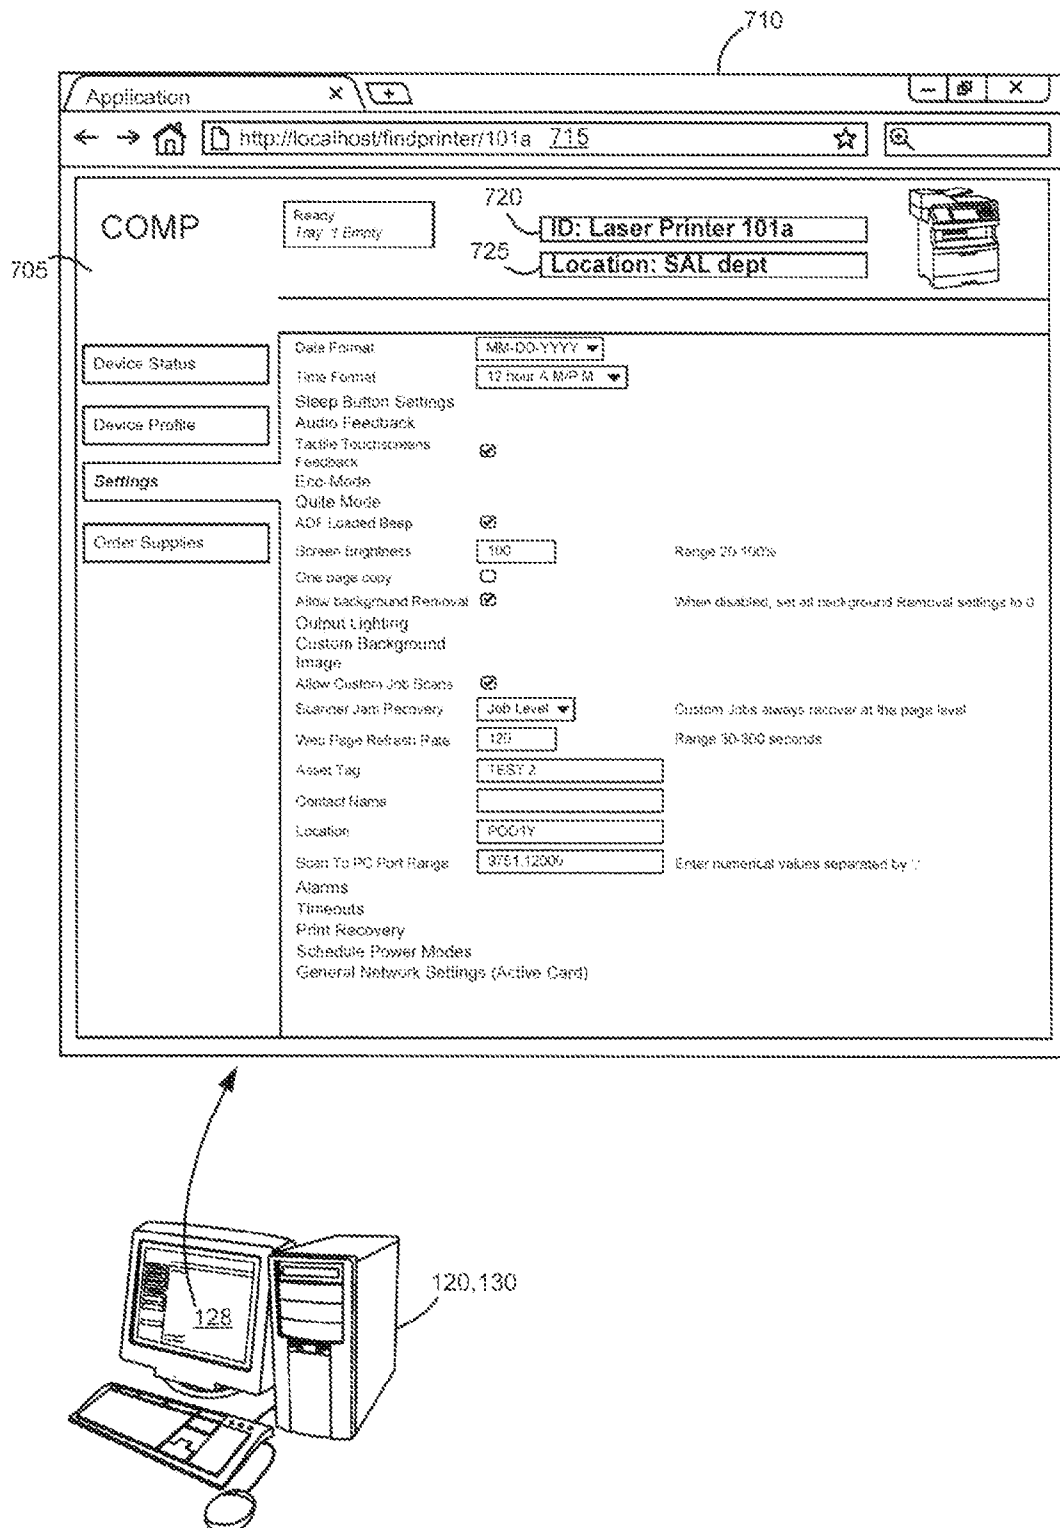 710
Application
http://localhost/findprinter/101a 715
COMP
Ready
Tray 1 Empty
720
ID: Laser Printer 101a
725
Location: SAL dept
705
Device Status
Device Profile
Settings
Order Supplies
Date Format MM-DD-YYYY
Time Format 12 hour A.M/P.M
Sleep Button Settings
Audio Feedback
Tactile Touchscreens
Feedback
Eco-Mode
Quite Mode
ADF Loaded Beep
Screen Brightness 100 Range 20-100%
One page copy
Allow background Removal When disabled, set all background Removal settings to 0
Output Lighting
Custom Background
Image
Allow Custom Job Scans
Scanner Jam Recovery Job Level Custom Jobs always recover at the page level
Web Page Refresh Rate 120 Range 30-300 seconds
Asset Tag TEST 2
Contact Name
Location POD1Y
Scan To PC Port Range 9751:12000 Enter numerical values separated by ':'
Alarms
Timeouts
Print Recovery
Schedule Power Modes
General Network Settings (Active Card)
128
120,130